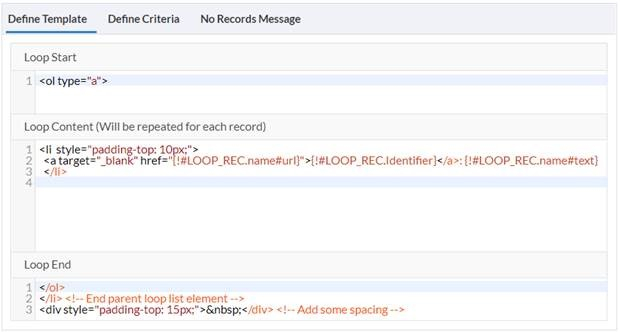 Define Template Define Criteria No Records Message
Loop Start
1 <ol type="a">
Loop Content (Will be repeated for each record)
1 <li style="padding-top: 10px;">
2 <a target="_blank" href="{!#LOOP_REC.name#url}">{!#LOOP_REC.Identifier}</a>: {!#LOOP_REC.name#text}
3 </li>
4
Loop End
1 </ol>
2 </li> <!-- End parent loop list element -->
3 <div style="padding-top: 15px;">&nbsp;</div> <!-- Add some spacing -->